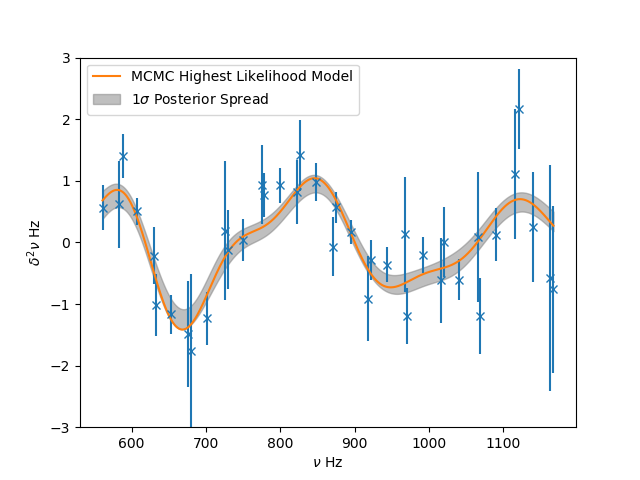 MCMC Highest Likelihood Model
1σ Posterior Spread
3
2
1
0
−1
−2
−3
δ²ν Hz
600 700 800 900 1000 1100
ν Hz